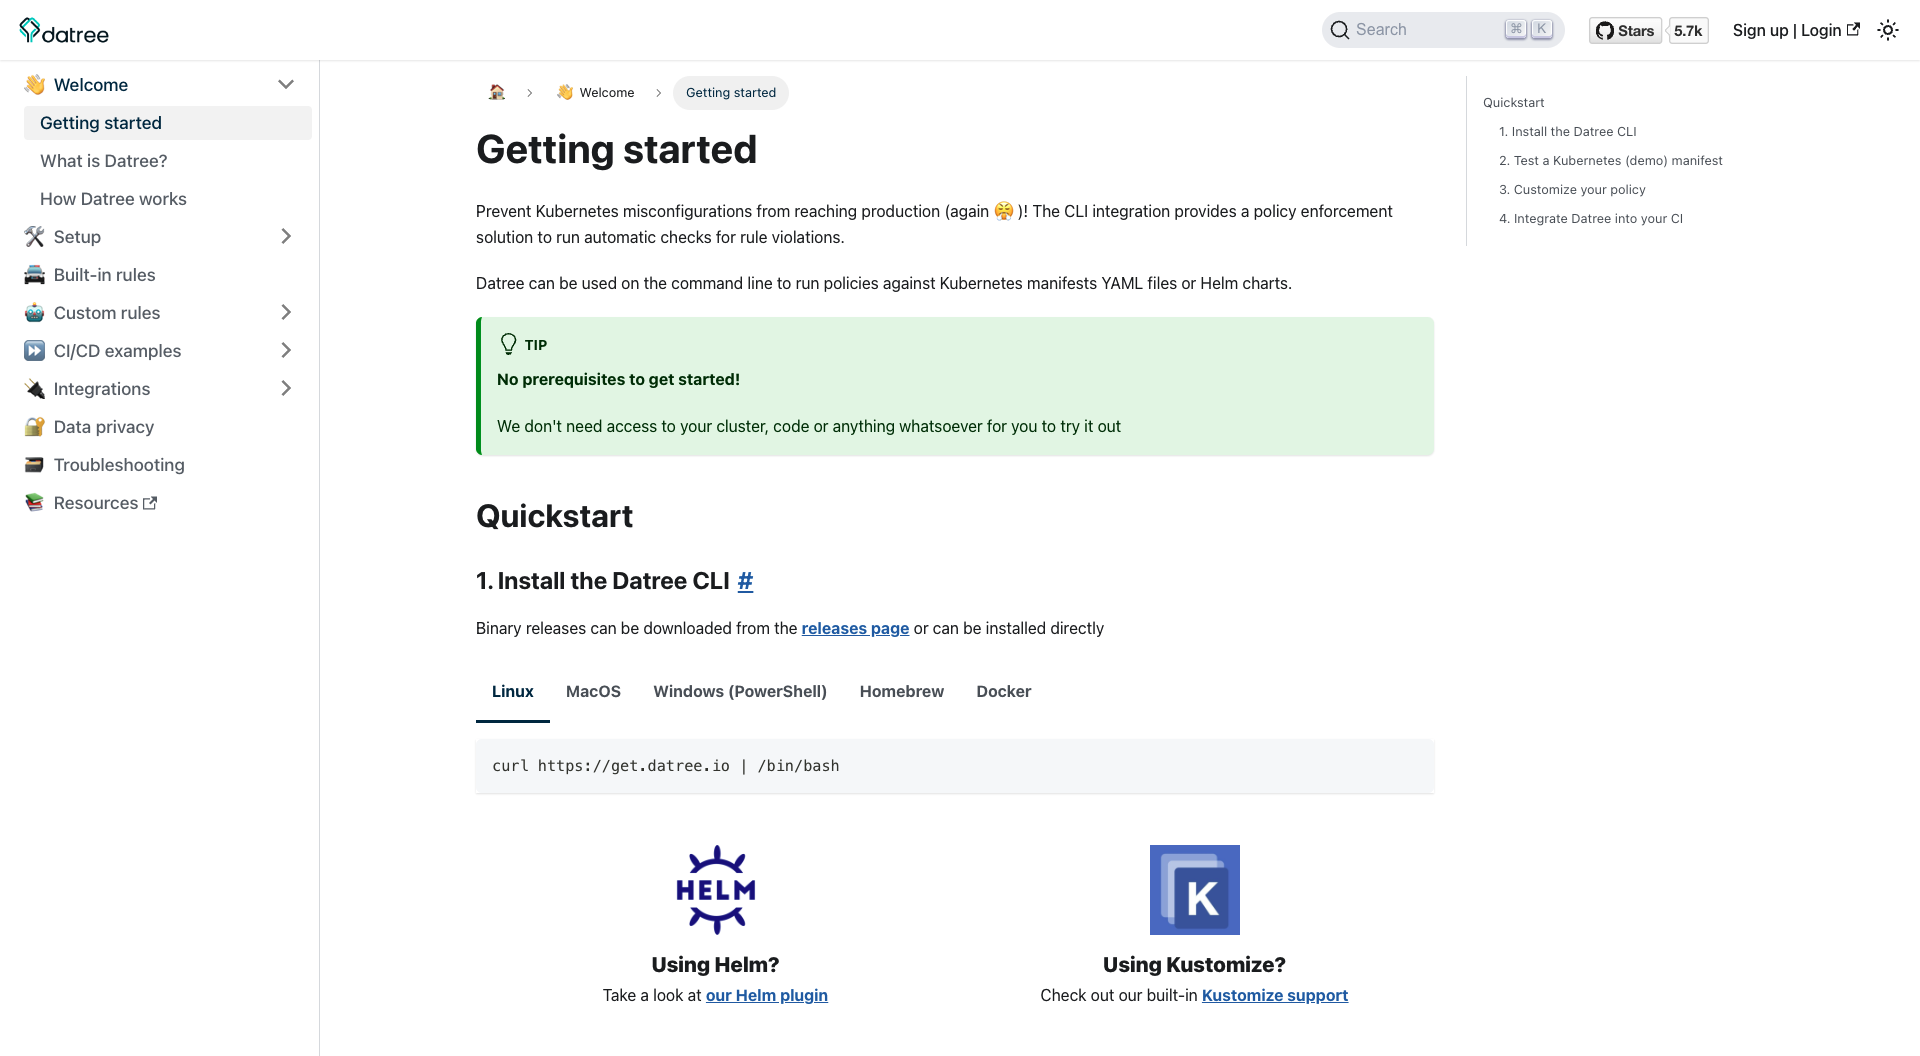 datree
Search ⌘ K
Stars 5.7k
Sign up | Login
👋 Welcome
Getting started
What is Datree?
How Datree works
🛠 Setup
🚔 Built-in rules
🤖 Custom rules
⏩ CI/CD examples
🔌 Integrations
🔐 Data privacy
🗃 Troubleshooting
📚 Resources
🏠 › 👋 Welcome › Getting started
Getting started
Prevent Kubernetes misconfigurations from reaching production (again 😤 )! The CLI integration provides a policy enforcement
solution to run automatic checks for rule violations.
Datree can be used on the command line to run policies against Kubernetes manifests YAML files or Helm charts.
TIP
No prerequisites to get started!
We don't need access to your cluster, code or anything whatsoever for you to try it out
Quickstart
1. Install the Datree CLI #
Binary releases can be downloaded from the releases page or can be installed directly
Linux MacOS Windows (PowerShell) Homebrew Docker
curl https://get.datree.io | /bin/bash
HELM
Using Helm?
Take a look at our Helm plugin
K
Using Kustomize?
Check out our built-in Kustomize support
Quickstart
1. Install the Datree CLI
2. Test a Kubernetes (demo) manifest
3. Customize your policy
4. Integrate Datree into your CI